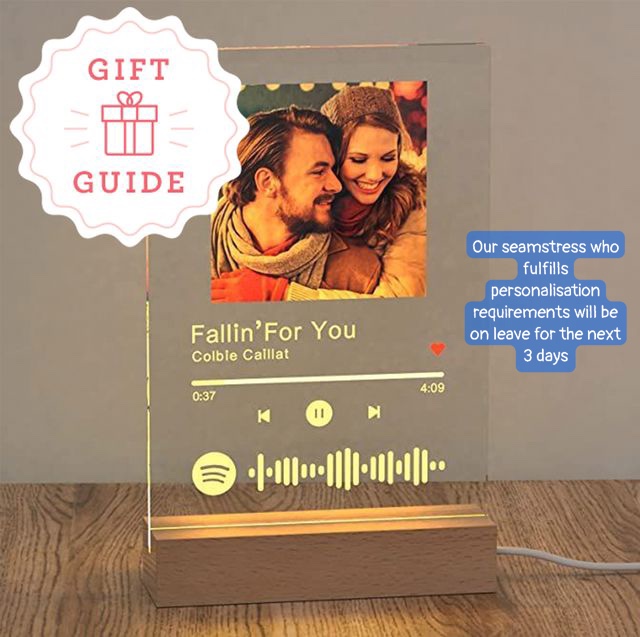 GIFT
GUIDE
Fallin'For You
Colbie Caillat
0:37
4:09
Our seamstress who
fulfills
personalisation
requirements will be
on leave for the next
3 days